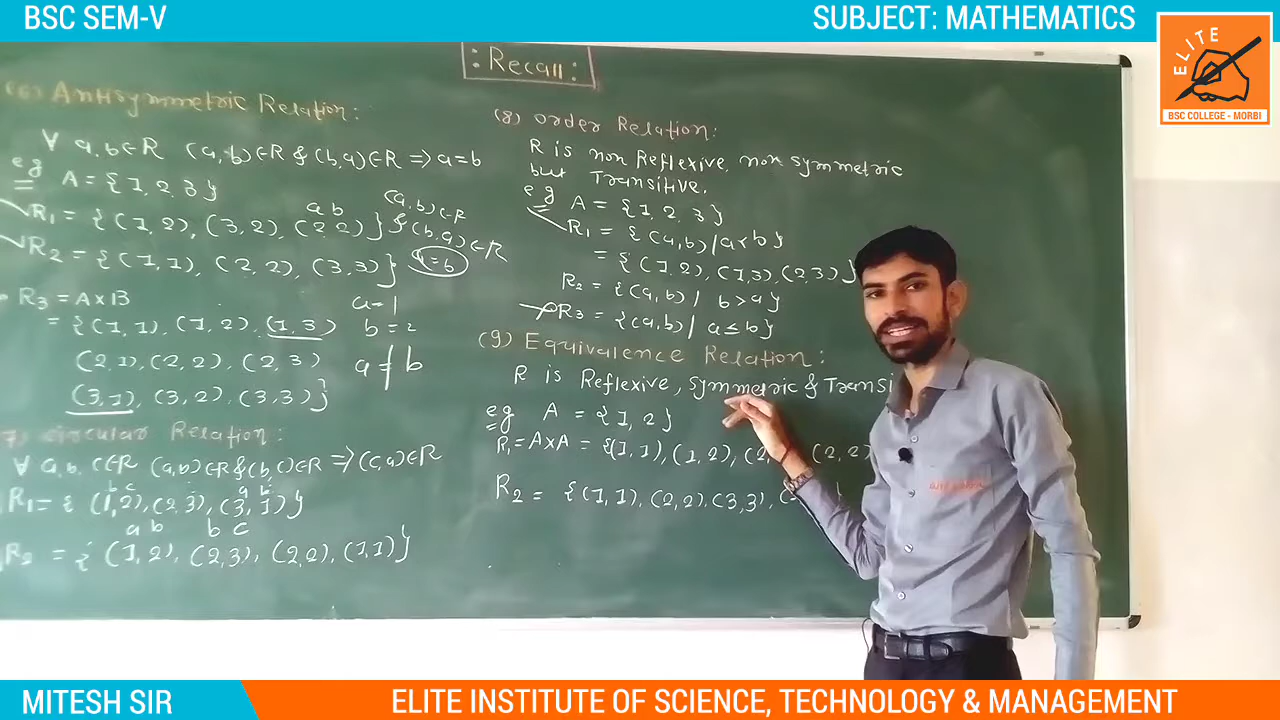 BSC SEM-V
SUBJECT: MATHEMATICS
ELITE
BSC COLLEGE - MORBI
: Recall :
(6) Antisymmetric Relation:
∀ a,b∈R (a,b)∈R & (b,a)∈R ⇒ a=b
eg A = {1,2,3}
R1 = {(1,2), (3,2), (2,2)}
a b
(a,b)∈R
& (b,a)∈R
a=b
R2 = {(1,1), (2,2), (3,3)}
R3 = A×B
= {(1,1), (1,2), (1,3)
(2,1), (2,2), (2,3)
(3,1), (3,2), (3,3)}
a=1
b=2
a≠b
7) circular Relation:
∀ a,b,c∈R (a,b)∈R & (b,c)∈R ⇒ (c,a)∈R
R1 = { (1,2), (2,3), (3,1)}
a b b c
R2 = { (1,2), (2,3), (2,2), (1,1)}
(8) order Relation:
R is non Reflexive, non symmetric
but Transitive.
eg A = {1,2,3}
R1 = {(a,b) / a<b}
= {(1,2), (1,3), (2,3)}
R2 = {(a,b) / b>a}
R3 = {(a,b) / a≤b}
(9) Equivalence Relation:
R is Reflexive, symmetric & Transi
eg A = {1,2}
R1 = A×A = {(1,1), (1,2), (2, (2,2)
R2 = {(1,1), (2,2), (3,3), (
MITESH SIR
ELITE INSTITUTE OF SCIENCE, TECHNOLOGY & MANAGEMENT